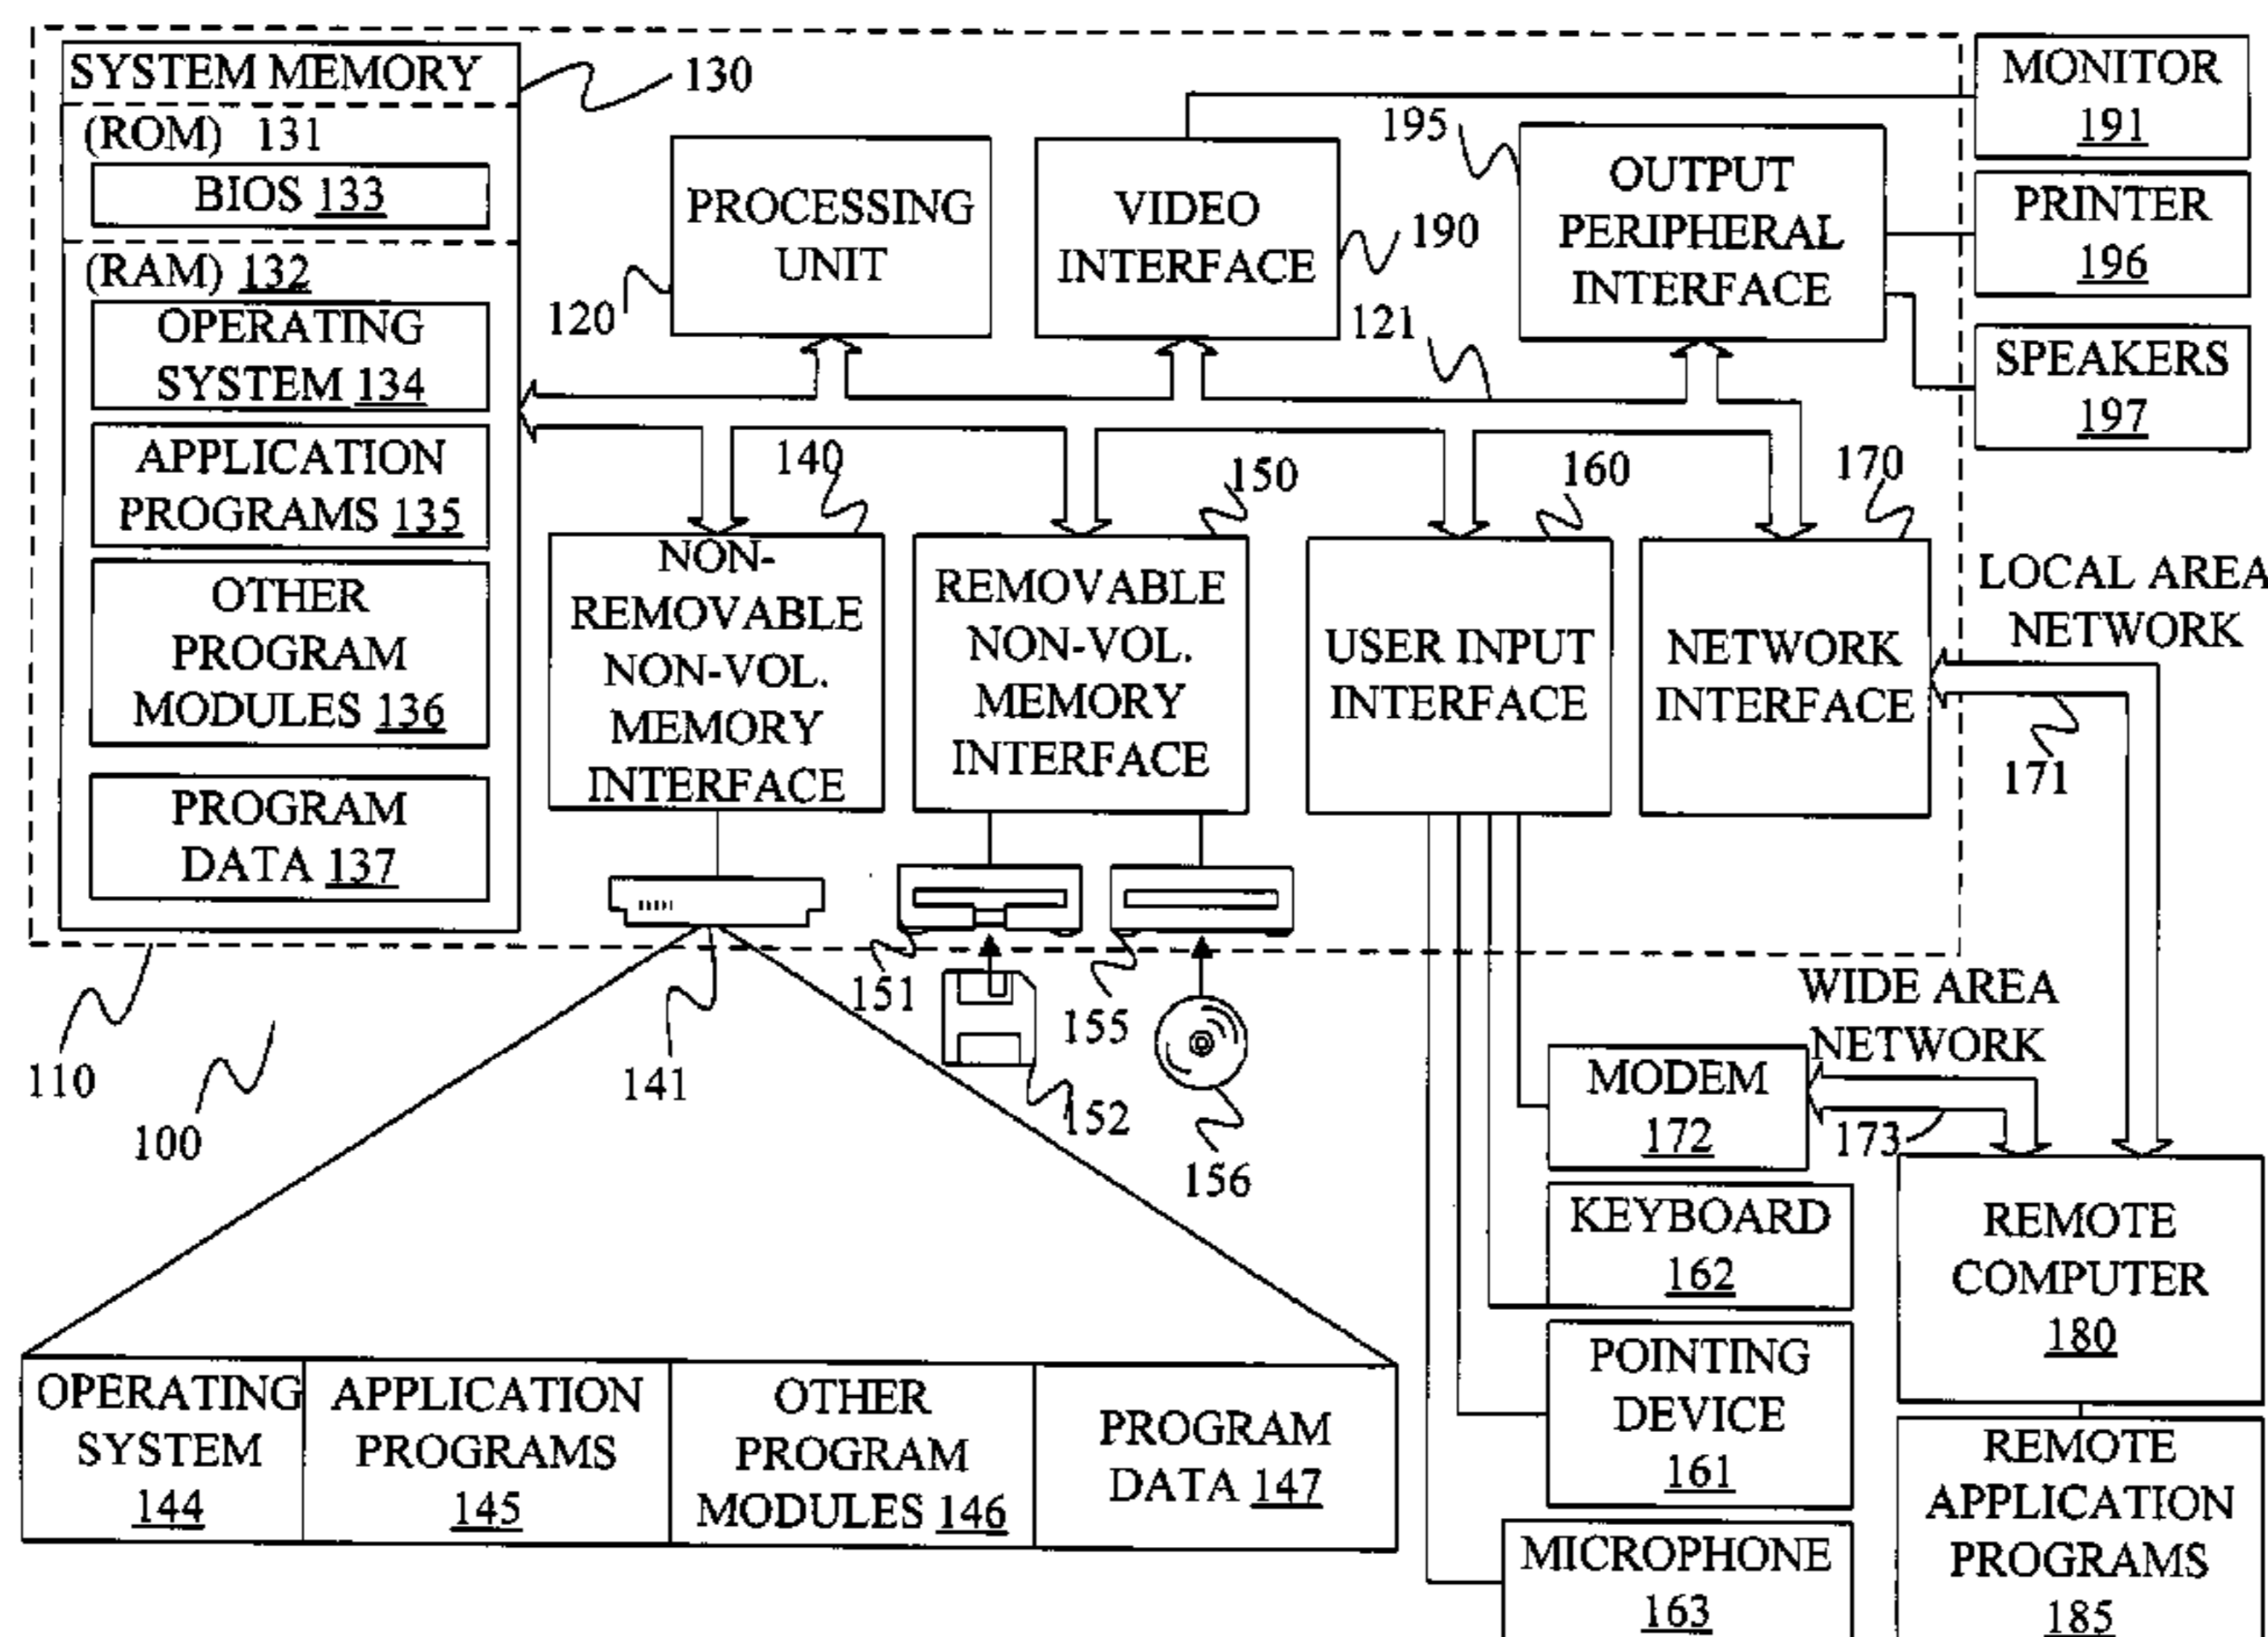 SYSTEM MEMORY
130
(ROM) 131
BIOS 133
(RAM) 132
OPERATING
SYSTEM 134
APPLICATION
PROGRAMS 135
OTHER
PROGRAM
MODULES 136
PROGRAM
DATA 137
PROCESSING
UNIT
120
VIDEO
INTERFACE
190
121
195
OUTPUT
PERIPHERAL
INTERFACE
MONITOR
191
PRINTER
196
SPEAKERS
197
140
NON-
REMOVABLE
NON-VOL.
MEMORY
INTERFACE
150
REMOVABLE
NON-VOL.
MEMORY
INTERFACE
160
USER INPUT
INTERFACE
170
NETWORK
INTERFACE
LOCAL AREA
NETWORK
171
110
100
141
151
152
155
156
WIDE AREA
NETWORK
173
MODEM
172
KEYBOARD
162
POINTING
DEVICE
161
MICROPHONE
163
REMOTE
COMPUTER
180
REMOTE
APPLICATION
PROGRAMS
185
OPERATING
SYSTEM
144
APPLICATION
PROGRAMS
145
OTHER
PROGRAM
MODULES 146
PROGRAM
DATA 147